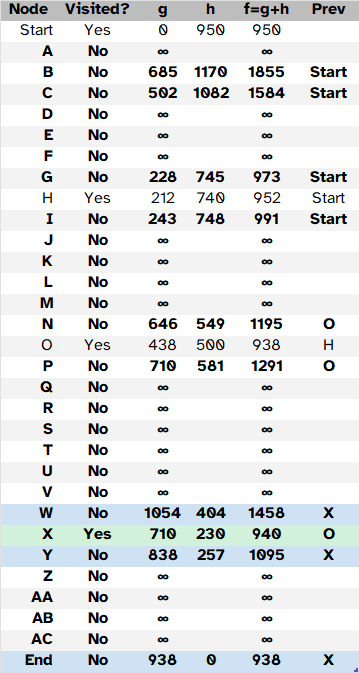 Node Visited? g h f=g+h Prev
Start Yes 0 950 950
A No ∞ ∞
B No 685 1170 1855 Start
C No 502 1082 1584 Start
D No ∞ ∞
E No ∞ ∞
F No ∞ ∞
G No 228 745 973 Start
H Yes 212 740 952 Start
I No 243 748 991 Start
J No ∞ ∞
K No ∞ ∞
L No ∞ ∞
M No ∞ ∞
N No 646 549 1195 O
O Yes 438 500 938 H
P No 710 581 1291 O
Q No ∞ ∞
R No ∞ ∞
S No ∞ ∞
T No ∞ ∞
U No ∞ ∞
V No ∞ ∞
W No 1054 404 1458 X
X Yes 710 230 940 O
Y No 838 257 1095 X
Z No ∞ ∞
AA No ∞ ∞
AB No ∞ ∞
AC No ∞ ∞
End No 938 0 938 X